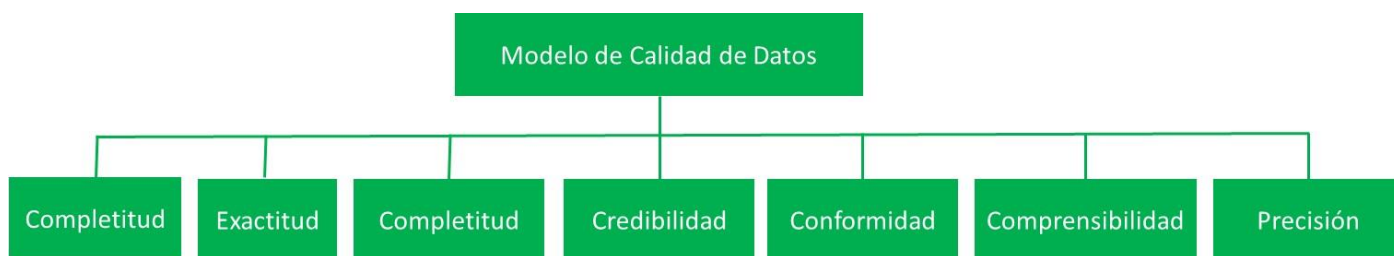 Modelo de Calidad de Datos
Completitud
Exactitud
Completitud
Credibilidad
Conformidad
Comprensibilidad
Precisión